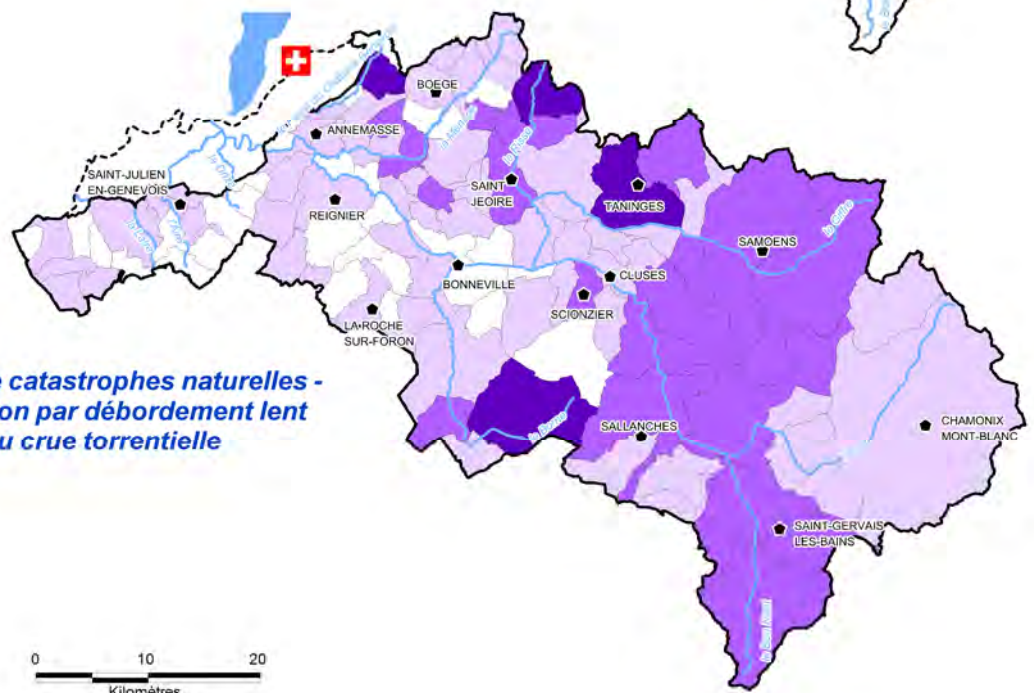 BOEGE
ANNEMASSE
SAINT-JULIEN
EN-GENEVOIS
SAINT
JEOIRE
TANINGES
REIGNIER
SAMOENS
le Giffre
CLUSES
BONNEVILLE
SCIONZIER
LA-ROCHE
SUR-FORON
catastrophes naturelles -
on par débordement lent
u crue torrentielle
SALLANCHES
CHAMONIX
MONT-BLANC
SAINT-GERVAIS
LES-BAINS
0 10 20
Kilomètres